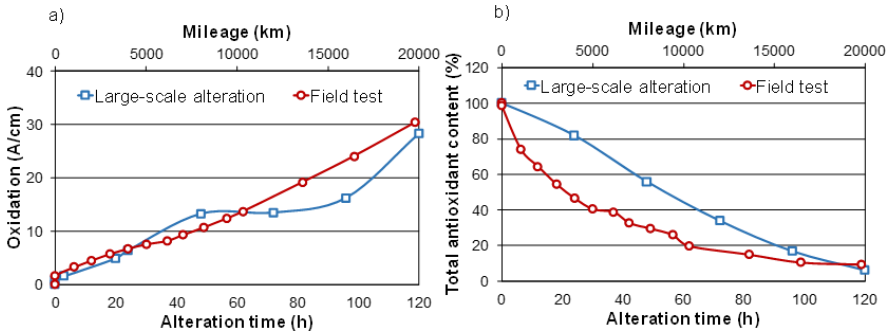 a)
Mileage (km)
0 5000 10000 15000 20000
40
30
20
10
0
Oxidation (A/cm)
Large-scale alteration Field test
0 20 40 60 80 100 120
Alteration time (h)
b)
Mileage (km)
0 5000 10000 15000 20000
120
100
80
60
40
20
0
Total antioxidant content (%)
Large-scale alteration Field test
0 20 40 60 80 100 120
Alteration time (h)